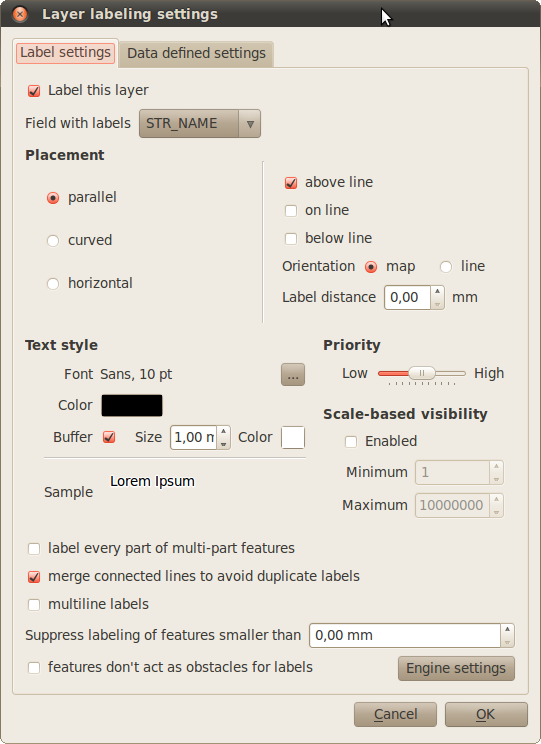 Layer labeling settings
Label settings
Data defined settings
Label this layer
Field with labels STR_NAME
Placement
parallel
curved
horizontal
above line
on line
below line
Orientation map line
Label distance 0,00 mm
Text style
Font Sans, 10 pt ...
Color
Buffer Size 1,00 m Color
Sample Lorem Ipsum
Priority
Low High
Scale-based visibility
Enabled
Minimum 1
Maximum 10000000
label every part of multi-part features
merge connected lines to avoid duplicate labels
multiline labels
Suppress labeling of features smaller than 0,00 mm
features don't act as obstacles for labels
Engine settings
Cancel
OK